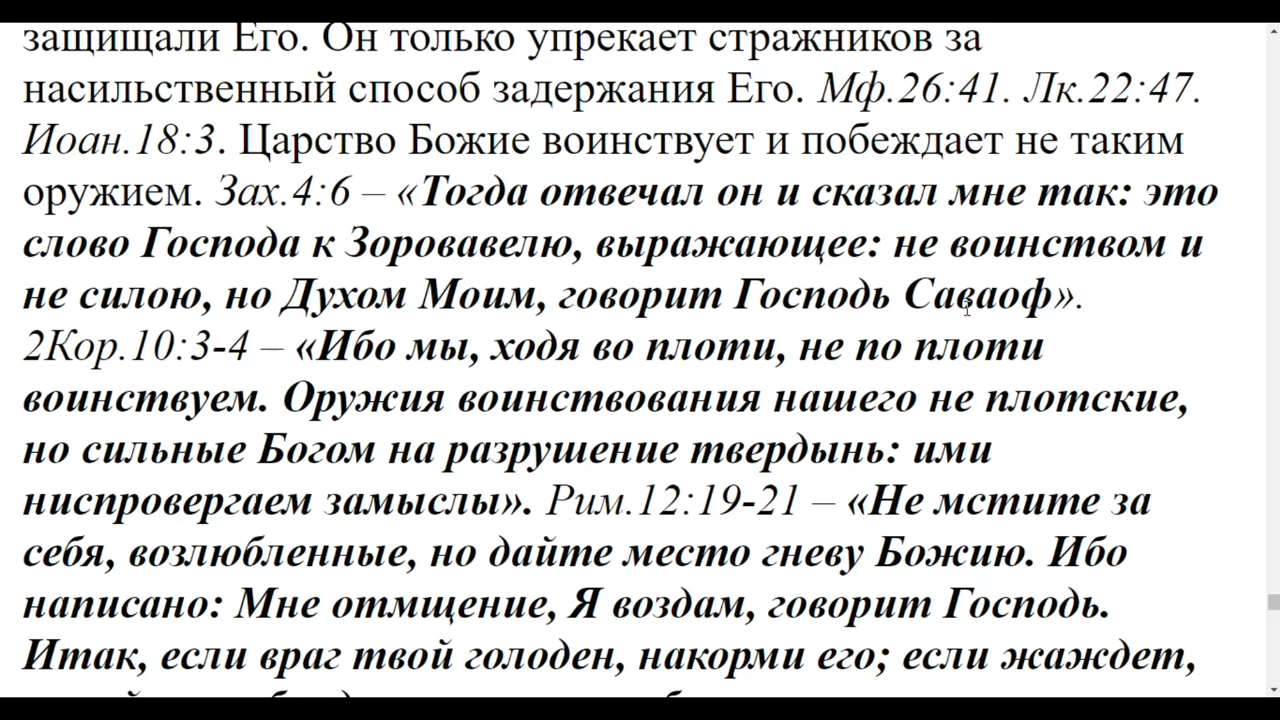 защищали Его. Он только упрекает стражников за
насильственный способ задержания Его. Мф.26:41. Лк.22:47.
Иоан.18:3. Царство Божие воинствует и побеждает не таким
оружием. Зах.4:6 – «Тогда отвечал он и сказал мне так: это
слово Господа к Зоровавелю, выражающее: не воинством и
не силою, но Духом Моим, говорит Господь Саваоф».
2Кор.10:3-4 – «Ибо мы, ходя во плоти, не по плоти
воинствуем. Оружия воинствования нашего не плотские,
но сильные Богом на разрушение твердынь: ими
ниспровергаем замыслы». Рим.12:19-21 – «Не мстите за
себя, возлюбленные, но дайте место гневу Божию. Ибо
написано: Мне отмщение, Я воздам, говорит Господь.
Итак, если враг твой голоден, накорми его; если жаждет,